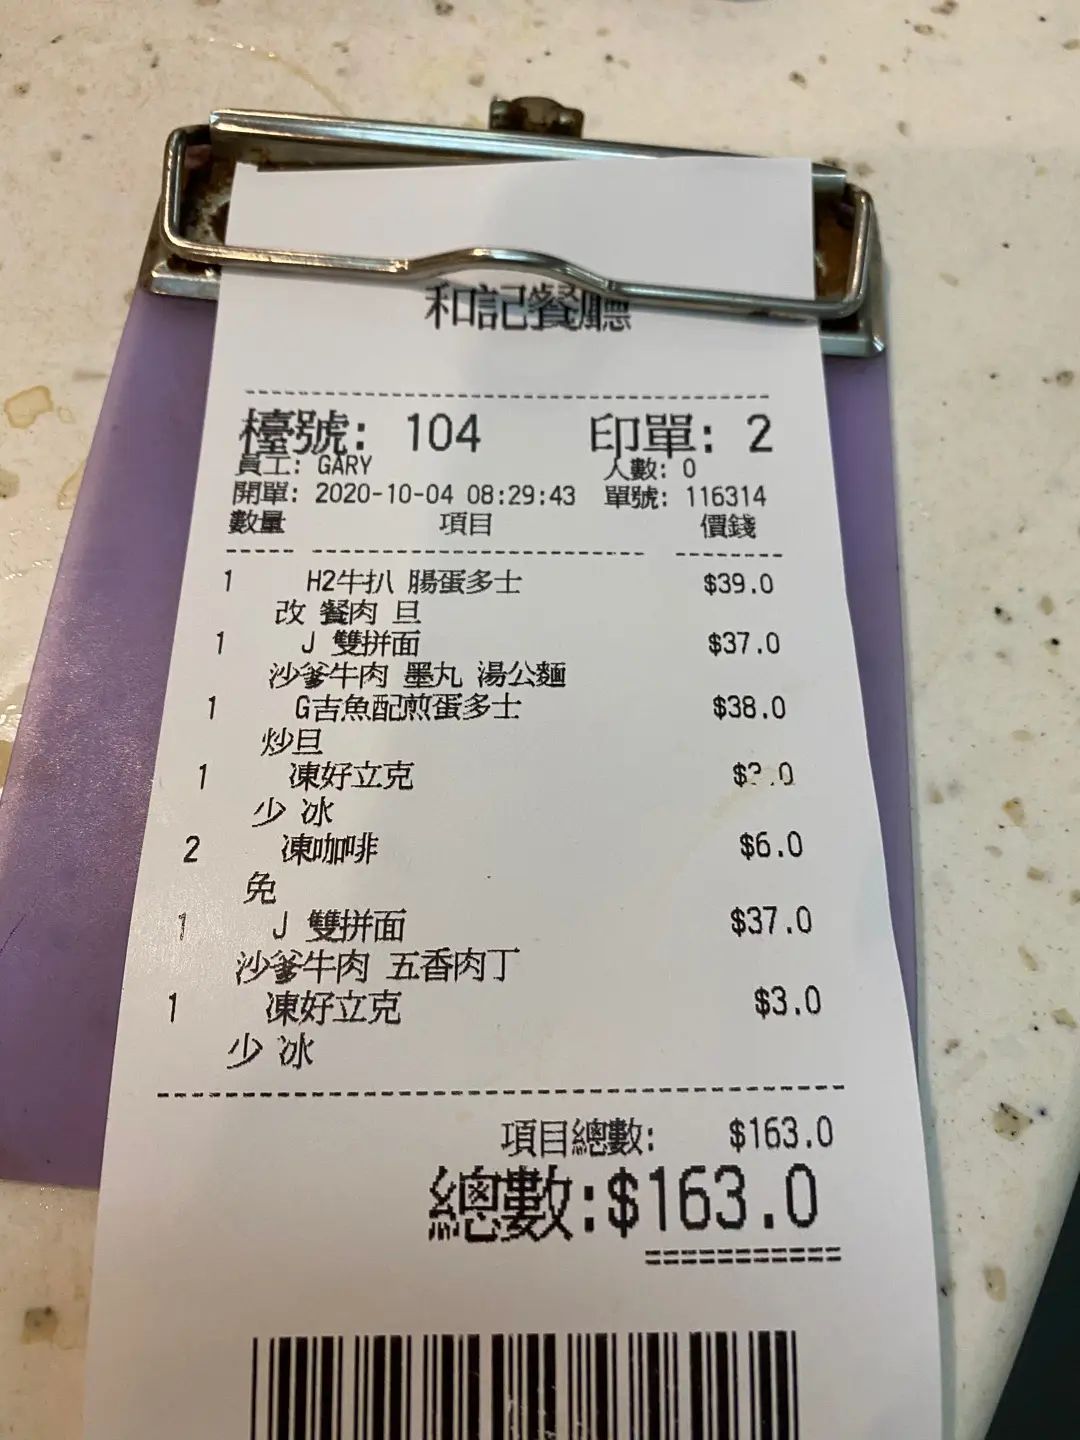 和記餐廳
檯號: 104 印單: 2
員工: GARY 人數: 0
開單: 2020-10-04 08:29:43 單號: 116314
數量 項目 價錢
1 H2牛扒 腸蛋多士 $39.0
改 餐肉 旦
1 J 雙拼面 $37.0
沙爹牛肉 墨丸 湯公麵
1 G吉魚配煎蛋多士 $38.0
炒旦
1 凍好立克
少 冰
2 凍咖啡 $6.0
免
1 J 雙拼面 $37.0
沙爹牛肉 五香肉丁
1 凍好立克 $3.0
少 冰
項目總數: $163.0
總數:$163.0